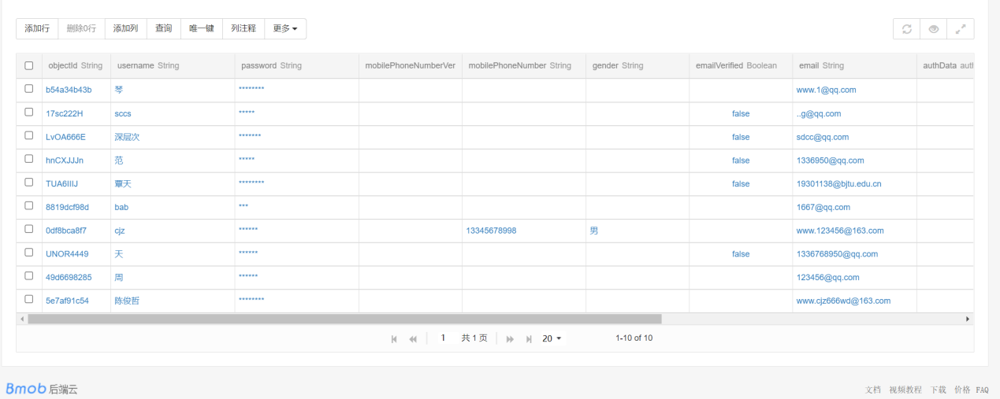 添加行 删除0行 添加列 查询 唯一键 列注释 更多
objectId String username String password String mobilePhoneNumberVer mobilePhoneNumber String gender String emailVerified Boolean email String authData auth
b54a34b43b 琴 ******** www.1@qq.com
17sc222H sccs ***** false ..g@qq.com
LvOA666E 深层次 ******* false sdcc@qq.com
hnCXJJJn 范 ***** false 1336950@qq.com
TUA6IIIJ 覃天 ******** false 19301138@bjtu.edu.cn
8819dcf98d bab *** 1667@qq.com
0df8bca8f7 cjz ****** 13345678998 男 www.123456@163.com
UNOR4449 天 ****** false 1336768950@qq.com
49d6698285 周 ****** 123456@qq.com
5e7af91c54 陈俊哲 ******** www.cjz666wd@163.com
1 共 1 页 20 1-10 of 10
Bmob 后端云 文档 视频教程 下载 价格 FAQ